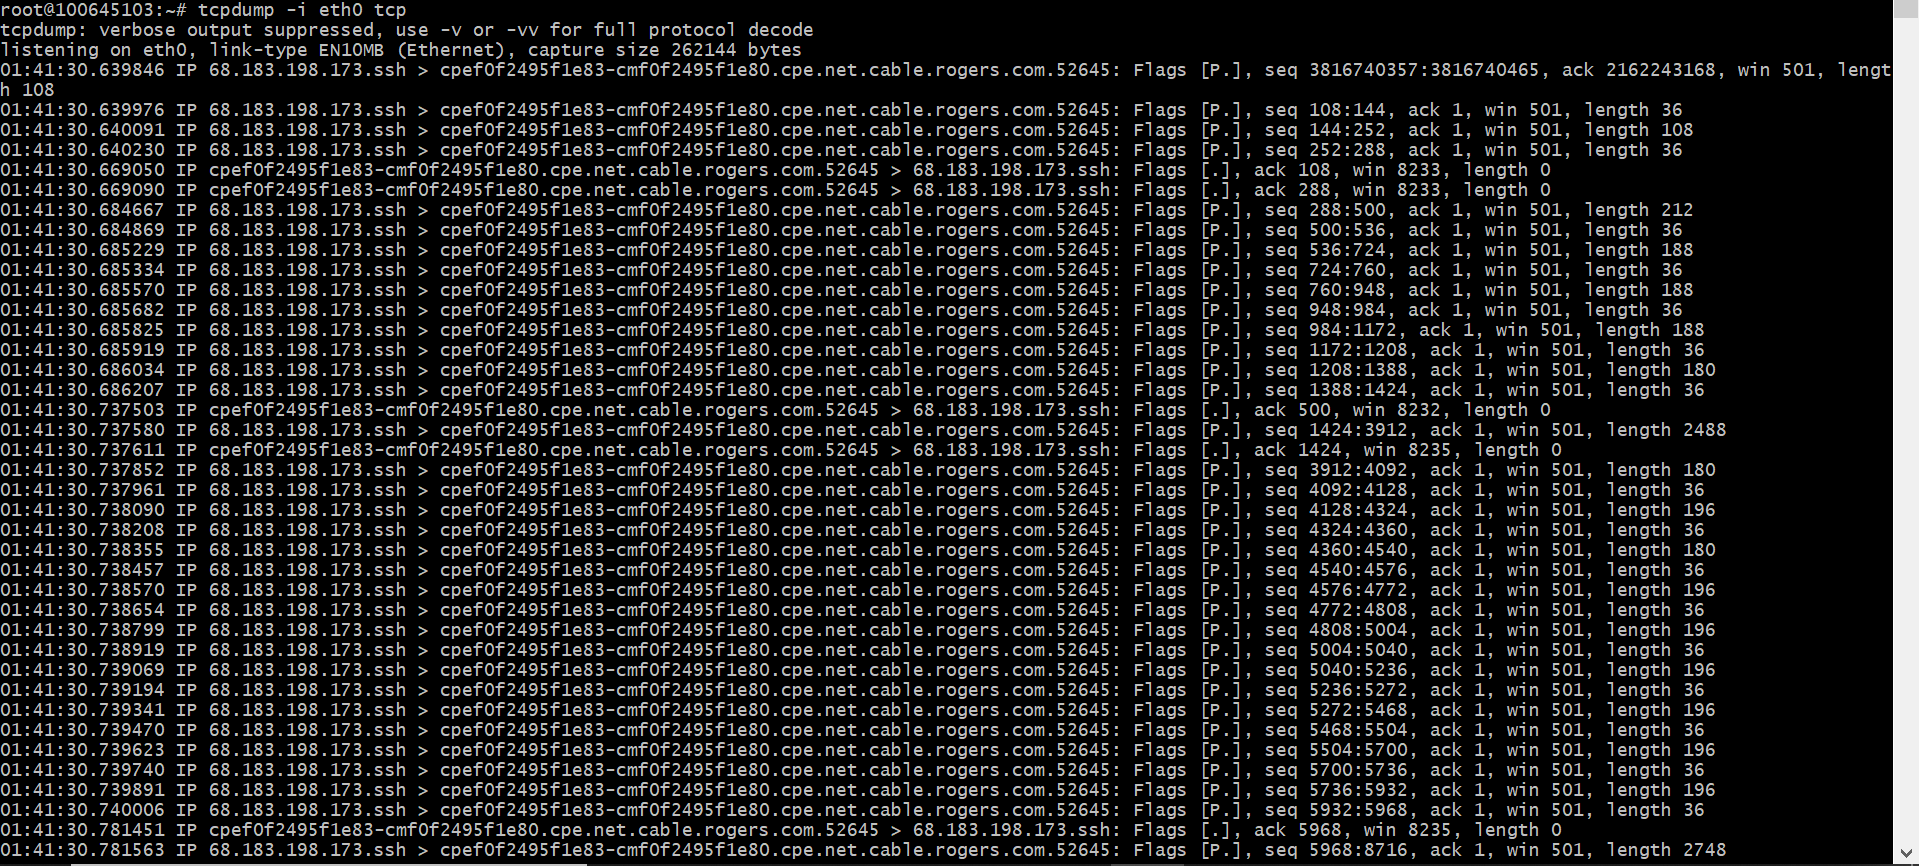 root@100645103:~# tcpdump -i eth0 tcp
tcpdump: verbose output suppressed, use -v or -vv for full protocol decode
listening on eth0, link-type EN10MB (Ethernet), capture size 262144 bytes
01:41:30.639846 IP 68.183.198.173.ssh > cpef0f2495f1e83-cmf0f2495f1e80.cpe.net.cable.rogers.com.52645: Flags [P.], seq 3816740357:3816740465, ack 2162243168, win 501, lengt
h 108
01:41:30.639976 IP 68.183.198.173.ssh > cpef0f2495f1e83-cmf0f2495f1e80.cpe.net.cable.rogers.com.52645: Flags [P.], seq 108:144, ack 1, win 501, length 36
01:41:30.640091 IP 68.183.198.173.ssh > cpef0f2495f1e83-cmf0f2495f1e80.cpe.net.cable.rogers.com.52645: Flags [P.], seq 144:252, ack 1, win 501, length 108
01:41:30.640230 IP 68.183.198.173.ssh > cpef0f2495f1e83-cmf0f2495f1e80.cpe.net.cable.rogers.com.52645: Flags [P.], seq 252:288, ack 1, win 501, length 36
01:41:30.669050 IP cpef0f2495f1e83-cmf0f2495f1e80.cpe.net.cable.rogers.com.52645 > 68.183.198.173.ssh: Flags [.], ack 108, win 8233, length 0
01:41:30.669090 IP cpef0f2495f1e83-cmf0f2495f1e80.cpe.net.cable.rogers.com.52645 > 68.183.198.173.ssh: Flags [.], ack 288, win 8233, length 0
01:41:30.684667 IP 68.183.198.173.ssh > cpef0f2495f1e83-cmf0f2495f1e80.cpe.net.cable.rogers.com.52645: Flags [P.], seq 288:500, ack 1, win 501, length 212
01:41:30.684869 IP 68.183.198.173.ssh > cpef0f2495f1e83-cmf0f2495f1e80.cpe.net.cable.rogers.com.52645: Flags [P.], seq 500:536, ack 1, win 501, length 36
01:41:30.685229 IP 68.183.198.173.ssh > cpef0f2495f1e83-cmf0f2495f1e80.cpe.net.cable.rogers.com.52645: Flags [P.], seq 536:724, ack 1, win 501, length 188
01:41:30.685334 IP 68.183.198.173.ssh > cpef0f2495f1e83-cmf0f2495f1e80.cpe.net.cable.rogers.com.52645: Flags [P.], seq 724:760, ack 1, win 501, length 36
01:41:30.685570 IP 68.183.198.173.ssh > cpef0f2495f1e83-cmf0f2495f1e80.cpe.net.cable.rogers.com.52645: Flags [P.], seq 760:948, ack 1, win 501, length 188
01:41:30.685682 IP 68.183.198.173.ssh > cpef0f2495f1e83-cmf0f2495f1e80.cpe.net.cable.rogers.com.52645: Flags [P.], seq 948:984, ack 1, win 501, length 36
01:41:30.685825 IP 68.183.198.173.ssh > cpef0f2495f1e83-cmf0f2495f1e80.cpe.net.cable.rogers.com.52645: Flags [P.], seq 984:1172, ack 1, win 501, length 188
01:41:30.685919 IP 68.183.198.173.ssh > cpef0f2495f1e83-cmf0f2495f1e80.cpe.net.cable.rogers.com.52645: Flags [P.], seq 1172:1208, ack 1, win 501, length 36
01:41:30.686034 IP 68.183.198.173.ssh > cpef0f2495f1e83-cmf0f2495f1e80.cpe.net.cable.rogers.com.52645: Flags [P.], seq 1208:1388, ack 1, win 501, length 180
01:41:30.686207 IP 68.183.198.173.ssh > cpef0f2495f1e83-cmf0f2495f1e80.cpe.net.cable.rogers.com.52645: Flags [P.], seq 1388:1424, ack 1, win 501, length 36
01:41:30.737503 IP cpef0f2495f1e83-cmf0f2495f1e80.cpe.net.cable.rogers.com.52645 > 68.183.198.173.ssh: Flags [.], ack 500, win 8232, length 0
01:41:30.737580 IP 68.183.198.173.ssh > cpef0f2495f1e83-cmf0f2495f1e80.cpe.net.cable.rogers.com.52645: Flags [P.], seq 1424:3912, ack 1, win 501, length 2488
01:41:30.737611 IP cpef0f2495f1e83-cmf0f2495f1e80.cpe.net.cable.rogers.com.52645 > 68.183.198.173.ssh: Flags [.], ack 1424, win 8235, length 0
01:41:30.737852 IP 68.183.198.173.ssh > cpef0f2495f1e83-cmf0f2495f1e80.cpe.net.cable.rogers.com.52645: Flags [P.], seq 3912:4092, ack 1, win 501, length 180
01:41:30.737961 IP 68.183.198.173.ssh > cpef0f2495f1e83-cmf0f2495f1e80.cpe.net.cable.rogers.com.52645: Flags [P.], seq 4092:4128, ack 1, win 501, length 36
01:41:30.738090 IP 68.183.198.173.ssh > cpef0f2495f1e83-cmf0f2495f1e80.cpe.net.cable.rogers.com.52645: Flags [P.], seq 4128:4324, ack 1, win 501, length 196
01:41:30.738208 IP 68.183.198.173.ssh > cpef0f2495f1e83-cmf0f2495f1e80.cpe.net.cable.rogers.com.52645: Flags [P.], seq 4324:4360, ack 1, win 501, length 36
01:41:30.738355 IP 68.183.198.173.ssh > cpef0f2495f1e83-cmf0f2495f1e80.cpe.net.cable.rogers.com.52645: Flags [P.], seq 4360:4540, ack 1, win 501, length 180
01:41:30.738457 IP 68.183.198.173.ssh > cpef0f2495f1e83-cmf0f2495f1e80.cpe.net.cable.rogers.com.52645: Flags [P.], seq 4540:4576, ack 1, win 501, length 36
01:41:30.738570 IP 68.183.198.173.ssh > cpef0f2495f1e83-cmf0f2495f1e80.cpe.net.cable.rogers.com.52645: Flags [P.], seq 4576:4772, ack 1, win 501, length 196
01:41:30.738654 IP 68.183.198.173.ssh > cpef0f2495f1e83-cmf0f2495f1e80.cpe.net.cable.rogers.com.52645: Flags [P.], seq 4772:4808, ack 1, win 501, length 36
01:41:30.738799 IP 68.183.198.173.ssh > cpef0f2495f1e83-cmf0f2495f1e80.cpe.net.cable.rogers.com.52645: Flags [P.], seq 4808:5004, ack 1, win 501, length 196
01:41:30.738919 IP 68.183.198.173.ssh > cpef0f2495f1e83-cmf0f2495f1e80.cpe.net.cable.rogers.com.52645: Flags [P.], seq 5004:5040, ack 1, win 501, length 36
01:41:30.739069 IP 68.183.198.173.ssh > cpef0f2495f1e83-cmf0f2495f1e80.cpe.net.cable.rogers.com.52645: Flags [P.], seq 5040:5236, ack 1, win 501, length 196
01:41:30.739194 IP 68.183.198.173.ssh > cpef0f2495f1e83-cmf0f2495f1e80.cpe.net.cable.rogers.com.52645: Flags [P.], seq 5236:5272, ack 1, win 501, length 36
01:41:30.739341 IP 68.183.198.173.ssh > cpef0f2495f1e83-cmf0f2495f1e80.cpe.net.cable.rogers.com.52645: Flags [P.], seq 5272:5468, ack 1, win 501, length 196
01:41:30.739470 IP 68.183.198.173.ssh > cpef0f2495f1e83-cmf0f2495f1e80.cpe.net.cable.rogers.com.52645: Flags [P.], seq 5468:5504, ack 1, win 501, length 36
01:41:30.739623 IP 68.183.198.173.ssh > cpef0f2495f1e83-cmf0f2495f1e80.cpe.net.cable.rogers.com.52645: Flags [P.], seq 5504:5700, ack 1, win 501, length 196
01:41:30.739740 IP 68.183.198.173.ssh > cpef0f2495f1e83-cmf0f2495f1e80.cpe.net.cable.rogers.com.52645: Flags [P.], seq 5700:5736, ack 1, win 501, length 36
01:41:30.739891 IP 68.183.198.173.ssh > cpef0f2495f1e83-cmf0f2495f1e80.cpe.net.cable.rogers.com.52645: Flags [P.], seq 5736:5932, ack 1, win 501, length 196
01:41:30.740006 IP 68.183.198.173.ssh > cpef0f2495f1e83-cmf0f2495f1e80.cpe.net.cable.rogers.com.52645: Flags [P.], seq 5932:5968, ack 1, win 501, length 36
01:41:30.781451 IP cpef0f2495f1e83-cmf0f2495f1e80.cpe.net.cable.rogers.com.52645 > 68.183.198.173.ssh: Flags [.], ack 5968, win 8235, length 0
01:41:30.781563 IP 68.183.198.173.ssh > cpef0f2495f1e83-cmf0f2495f1e80.cpe.net.cable.rogers.com.52645: Flags [P.], seq 5968:8716, ack 1, win 501, length 2748